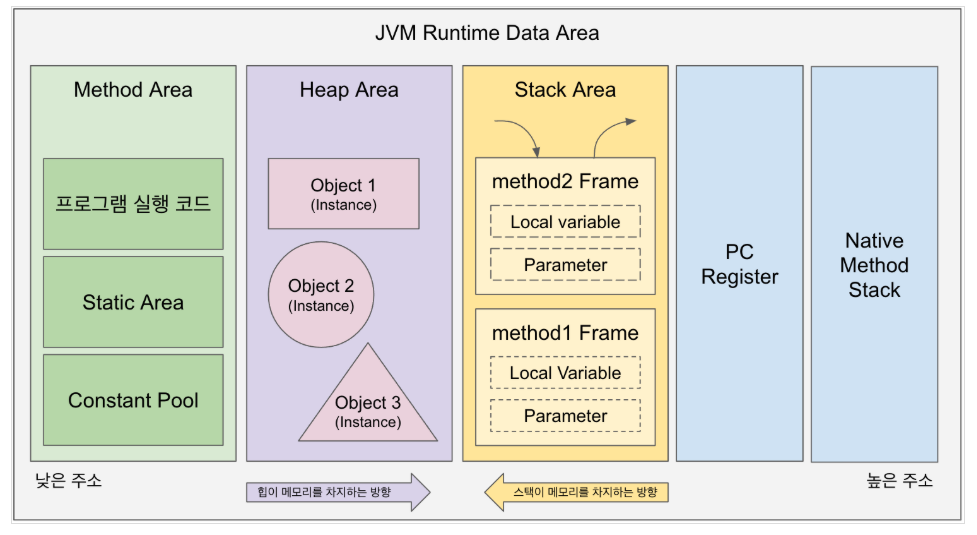 JVM Runtime Data Area
Method Area
프로그램 실행 코드
Static Area
Constant Pool
Heap Area
Object 1
(Instance)
Object 2
(Instance)
Object 3
(Instance)
Stack Area
method2 Frame
Local variable
Parameter
method1 Frame
Local Variable
Parameter
PC
Register
Native
Method
Stack
낮은 주소
힙이 메모리를 차지하는 방향
스택이 메모리를 차지하는 방향
높은 주소